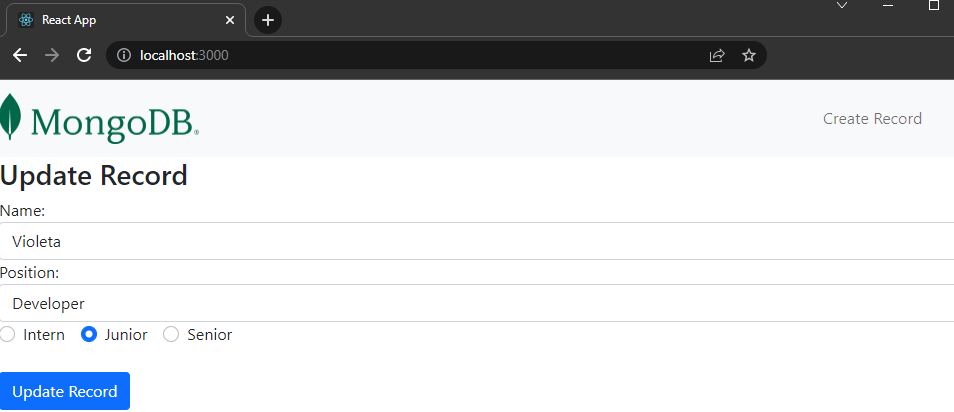 React App
localhost:3000
MongoDB®
Create Record
Update Record
Name:
Violeta
Position:
Developer
Intern Junior Senior
Update Record